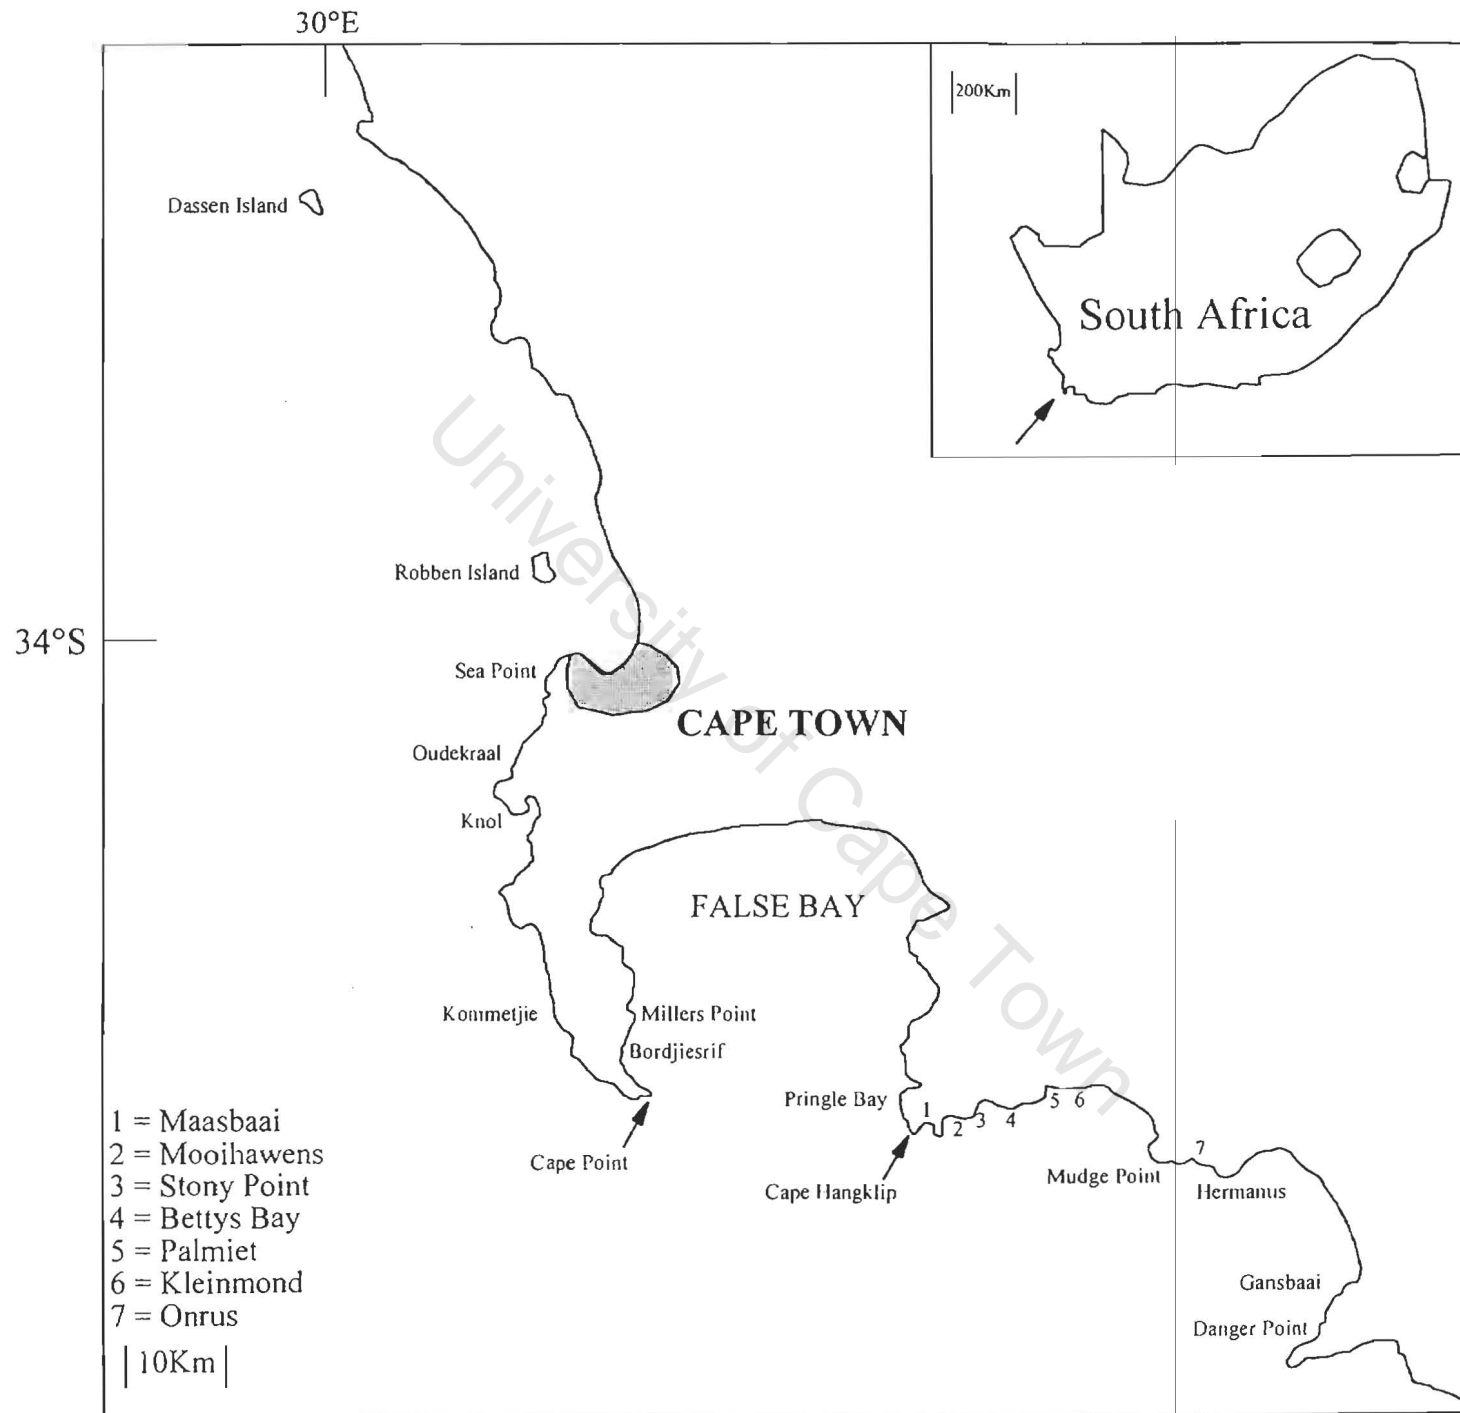 30°E
200Km
Dassen Island
South Africa
Robben Island
34°S
Sea Point
CAPE TOWN
Oudekraal
Knol
FALSE BAY
Kommetjie
Millers Point
Bordjiesrif
Pringle Bay
1
2
3
4
5
6
7
Cape Point
Cape Hangklip
Mudge Point
Hermanus
Gansbaai
Danger Point
1 = Maasbaai
2 = Mooihawens
3 = Stony Point
4 = Bettys Bay
5 = Palmiet
6 = Kleinmond
7 = Onrus
10Km
University of Cape Town